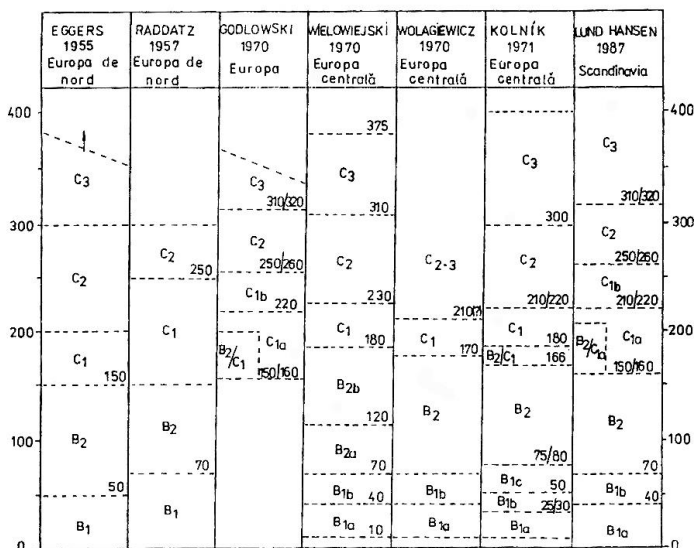 EGGERS
1955
Europa de
nord
RADDATZ
1957
Europa de
nord
GODLOWSKI
1970
Europa
WIELOWIEJSKI
1970
Europa
centrală
WOLAGIEWICZ
1970
Europa
centrală
KOLNÍK
1971
Europa
centrală
LUND HANSEN
1987
Scandinavia
400
300
200
100
0
C3
C2
C1
150
B2
50
B1
C2
250
C1
B2
70
B1
C3
310/320
C2
250/260
C1b
220
B2/C1
C1a
150/160
375
C3
310
C2
230
C1
180
B2b
120
B2a
70
B1b
40
B1a
10
C2-3
210(?)
C1
170
B2
B1b
B1a
C3
300
C2
210/220
C1
180
B2/C1
166
B2
75/80
B1c
50
B1b
25/30
B1a
C3
310/320
C2
250/260
C1b
210/220
B2/C1a
C1a
150/160
B2
70
B1b
40
B1a
400
300
200
100
0